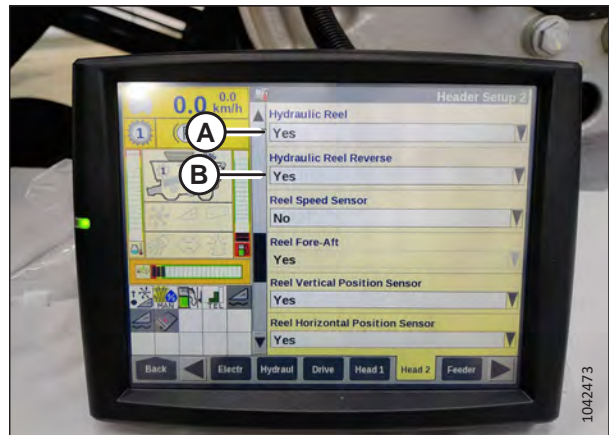 Header Setup 2
0.0 0.0
km/h
1
1
Hydraulic Reel
A
Yes
Hydraulic Reel Reverse
B
Yes
Reel Speed Sensor
No
Reel Fore-Aft
Yes
Reel Vertical Position Sensor
Yes
Reel Horizontal Position Sensor
Yes
MAN
Back
Electr
Hydraul
Drive
Head 1
Head 2
Feeder
1042473